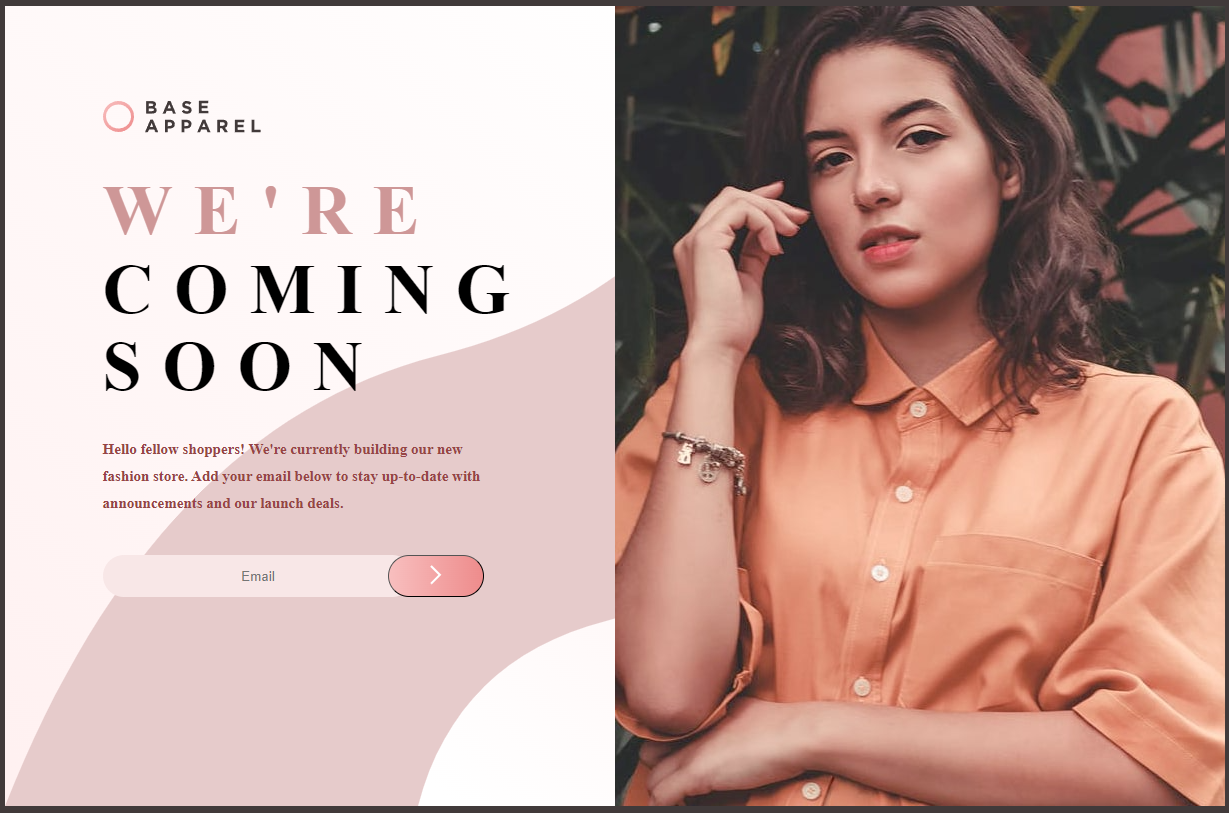 BASE
APPAREL
WE'RE
COMING
SOON
Hello fellow shoppers! We're currently building our new
fashion store. Add your email below to stay up-to-date with
announcements and our launch deals.
Email